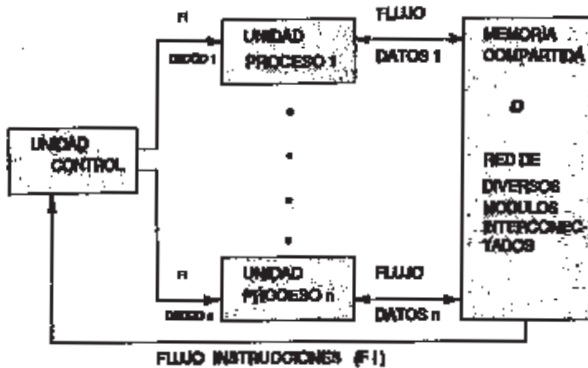 FI
UNIDAD
PROCESO 1
FLUJO
DATOS 1
MEMORIA
COMPARTIDA
O
RED DE
DIVERSOS
MODULOS
INTERCONEC-
TADOS
UNIDAD
CONTROL
FI
UNIDAD
PROCESO n
FLUJO
DATOS n
FLUJO INSTRUCCIONES (F I)